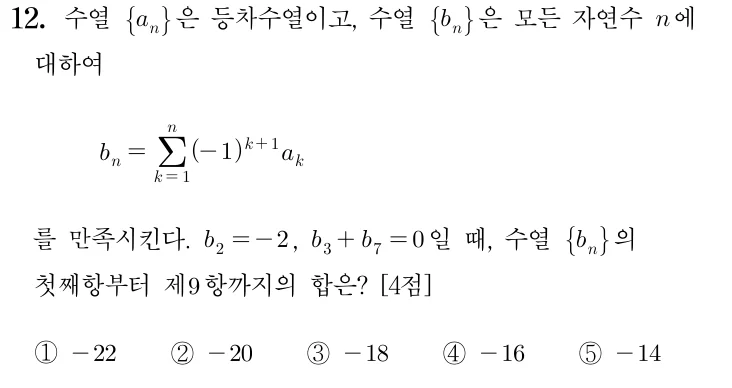 12. 수열 {aₙ}은 등차수열이고, 수열 {bₙ}은 모든 자연수 n에
대하여
bₙ = ∑_{k=1}^{n} (−1)^{k+1} aₖ
를 만족시킨다. b₂ = −2, b₃ + b₇ = 0일 때, 수열 {bₙ}의
첫째항부터 제9항까지의 합은? [4점]
① −22 ② −20 ③ −18 ④ −16 ⑤ −14